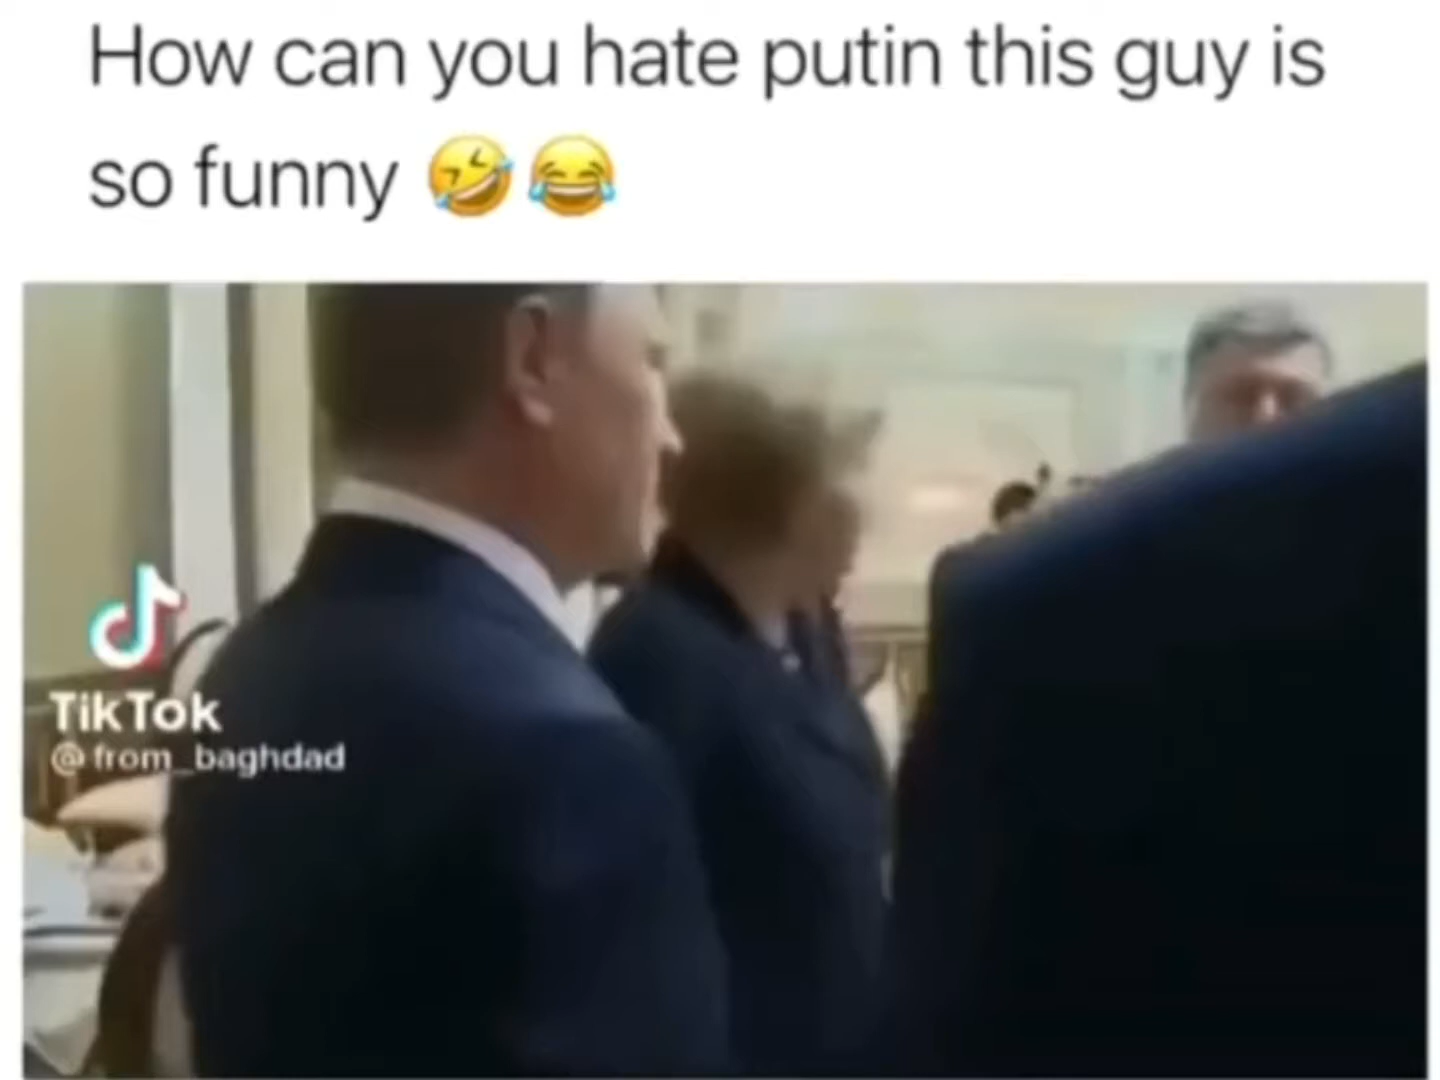 How can you hate putin this guy is
so funny 🤣😂
TikTok
@from_baghdad